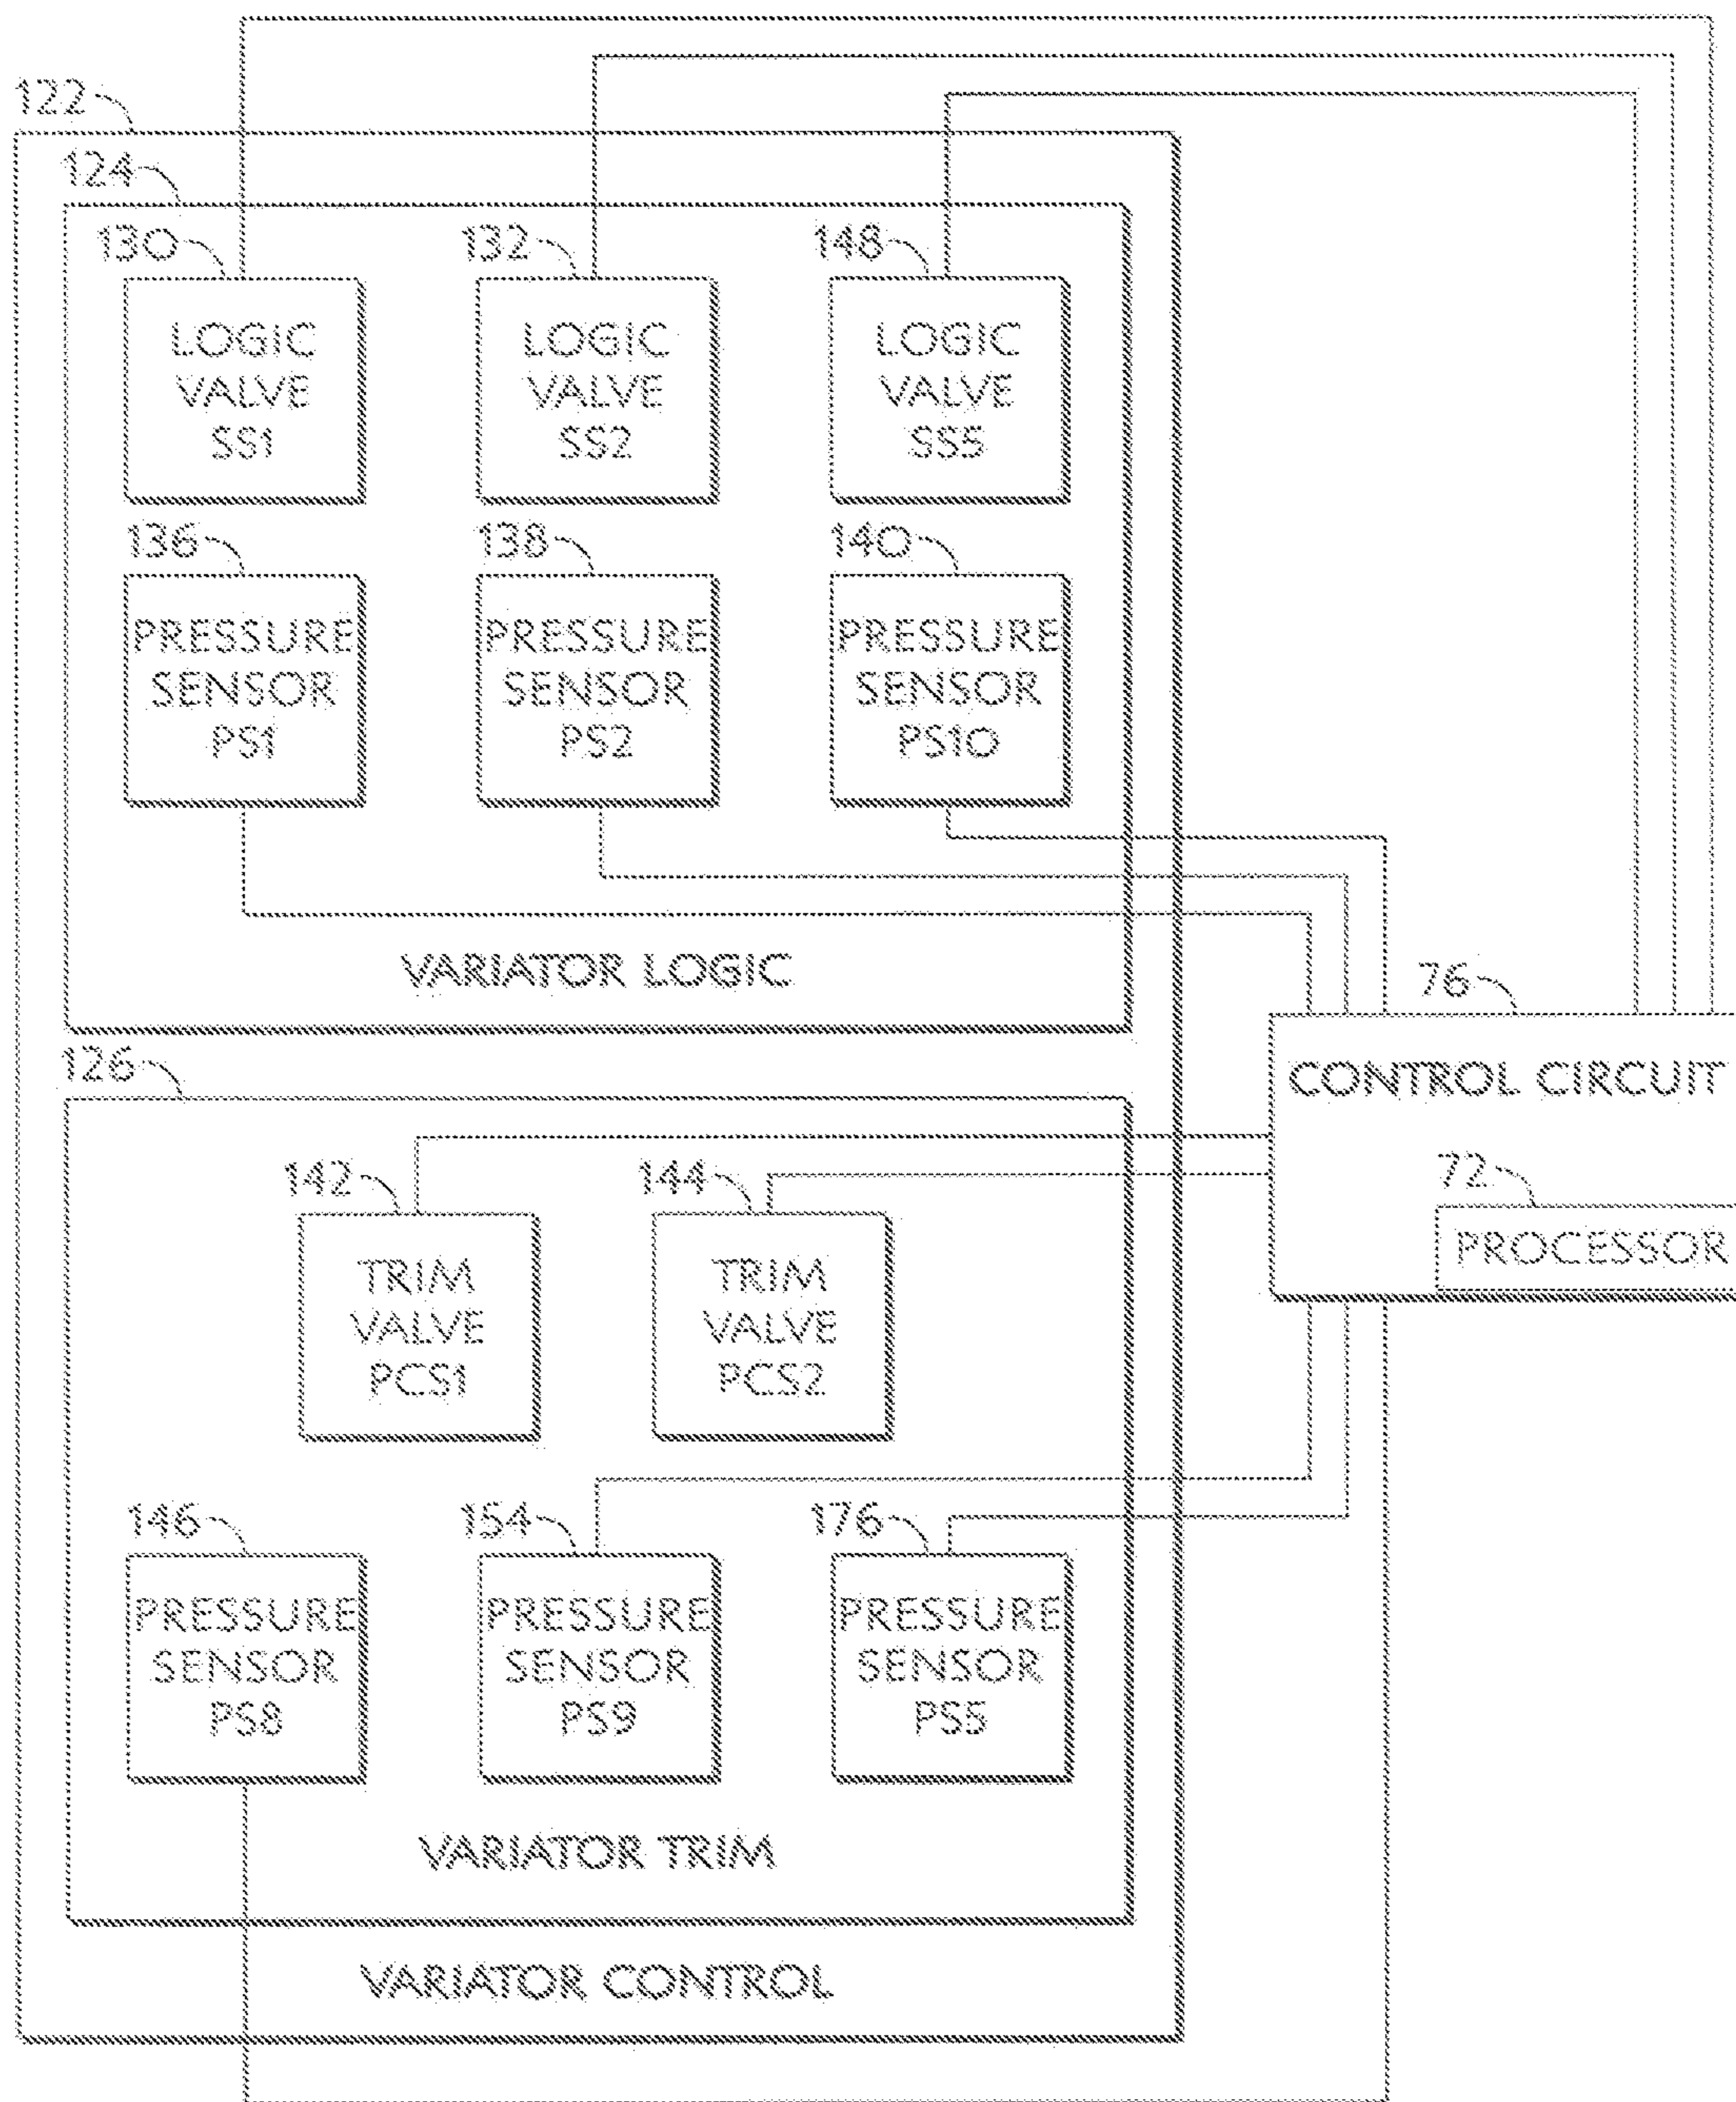 122
124
130
132
148
LOGIC
VALVE
SS1
LOGIC
VALVE
SS2
LOGIC
VALVE
SS5
136
138
140
PRESSURE
SENSOR
PS1
PRESSURE
SENSOR
PS2
PRESSURE
SENSOR
PS10
VARIATOR LOGIC
76
CONTROL CIRCUIT
72
PROCESSOR
126
142
144
TRIM
VALVE
PCS1
TRIM
VALVE
PCS2
146
154
176
PRESSURE
SENSOR
PS8
PRESSURE
SENSOR
PS9
PRESSURE
SENSOR
PS5
VARIATOR TRIM
VARIATOR CONTROL